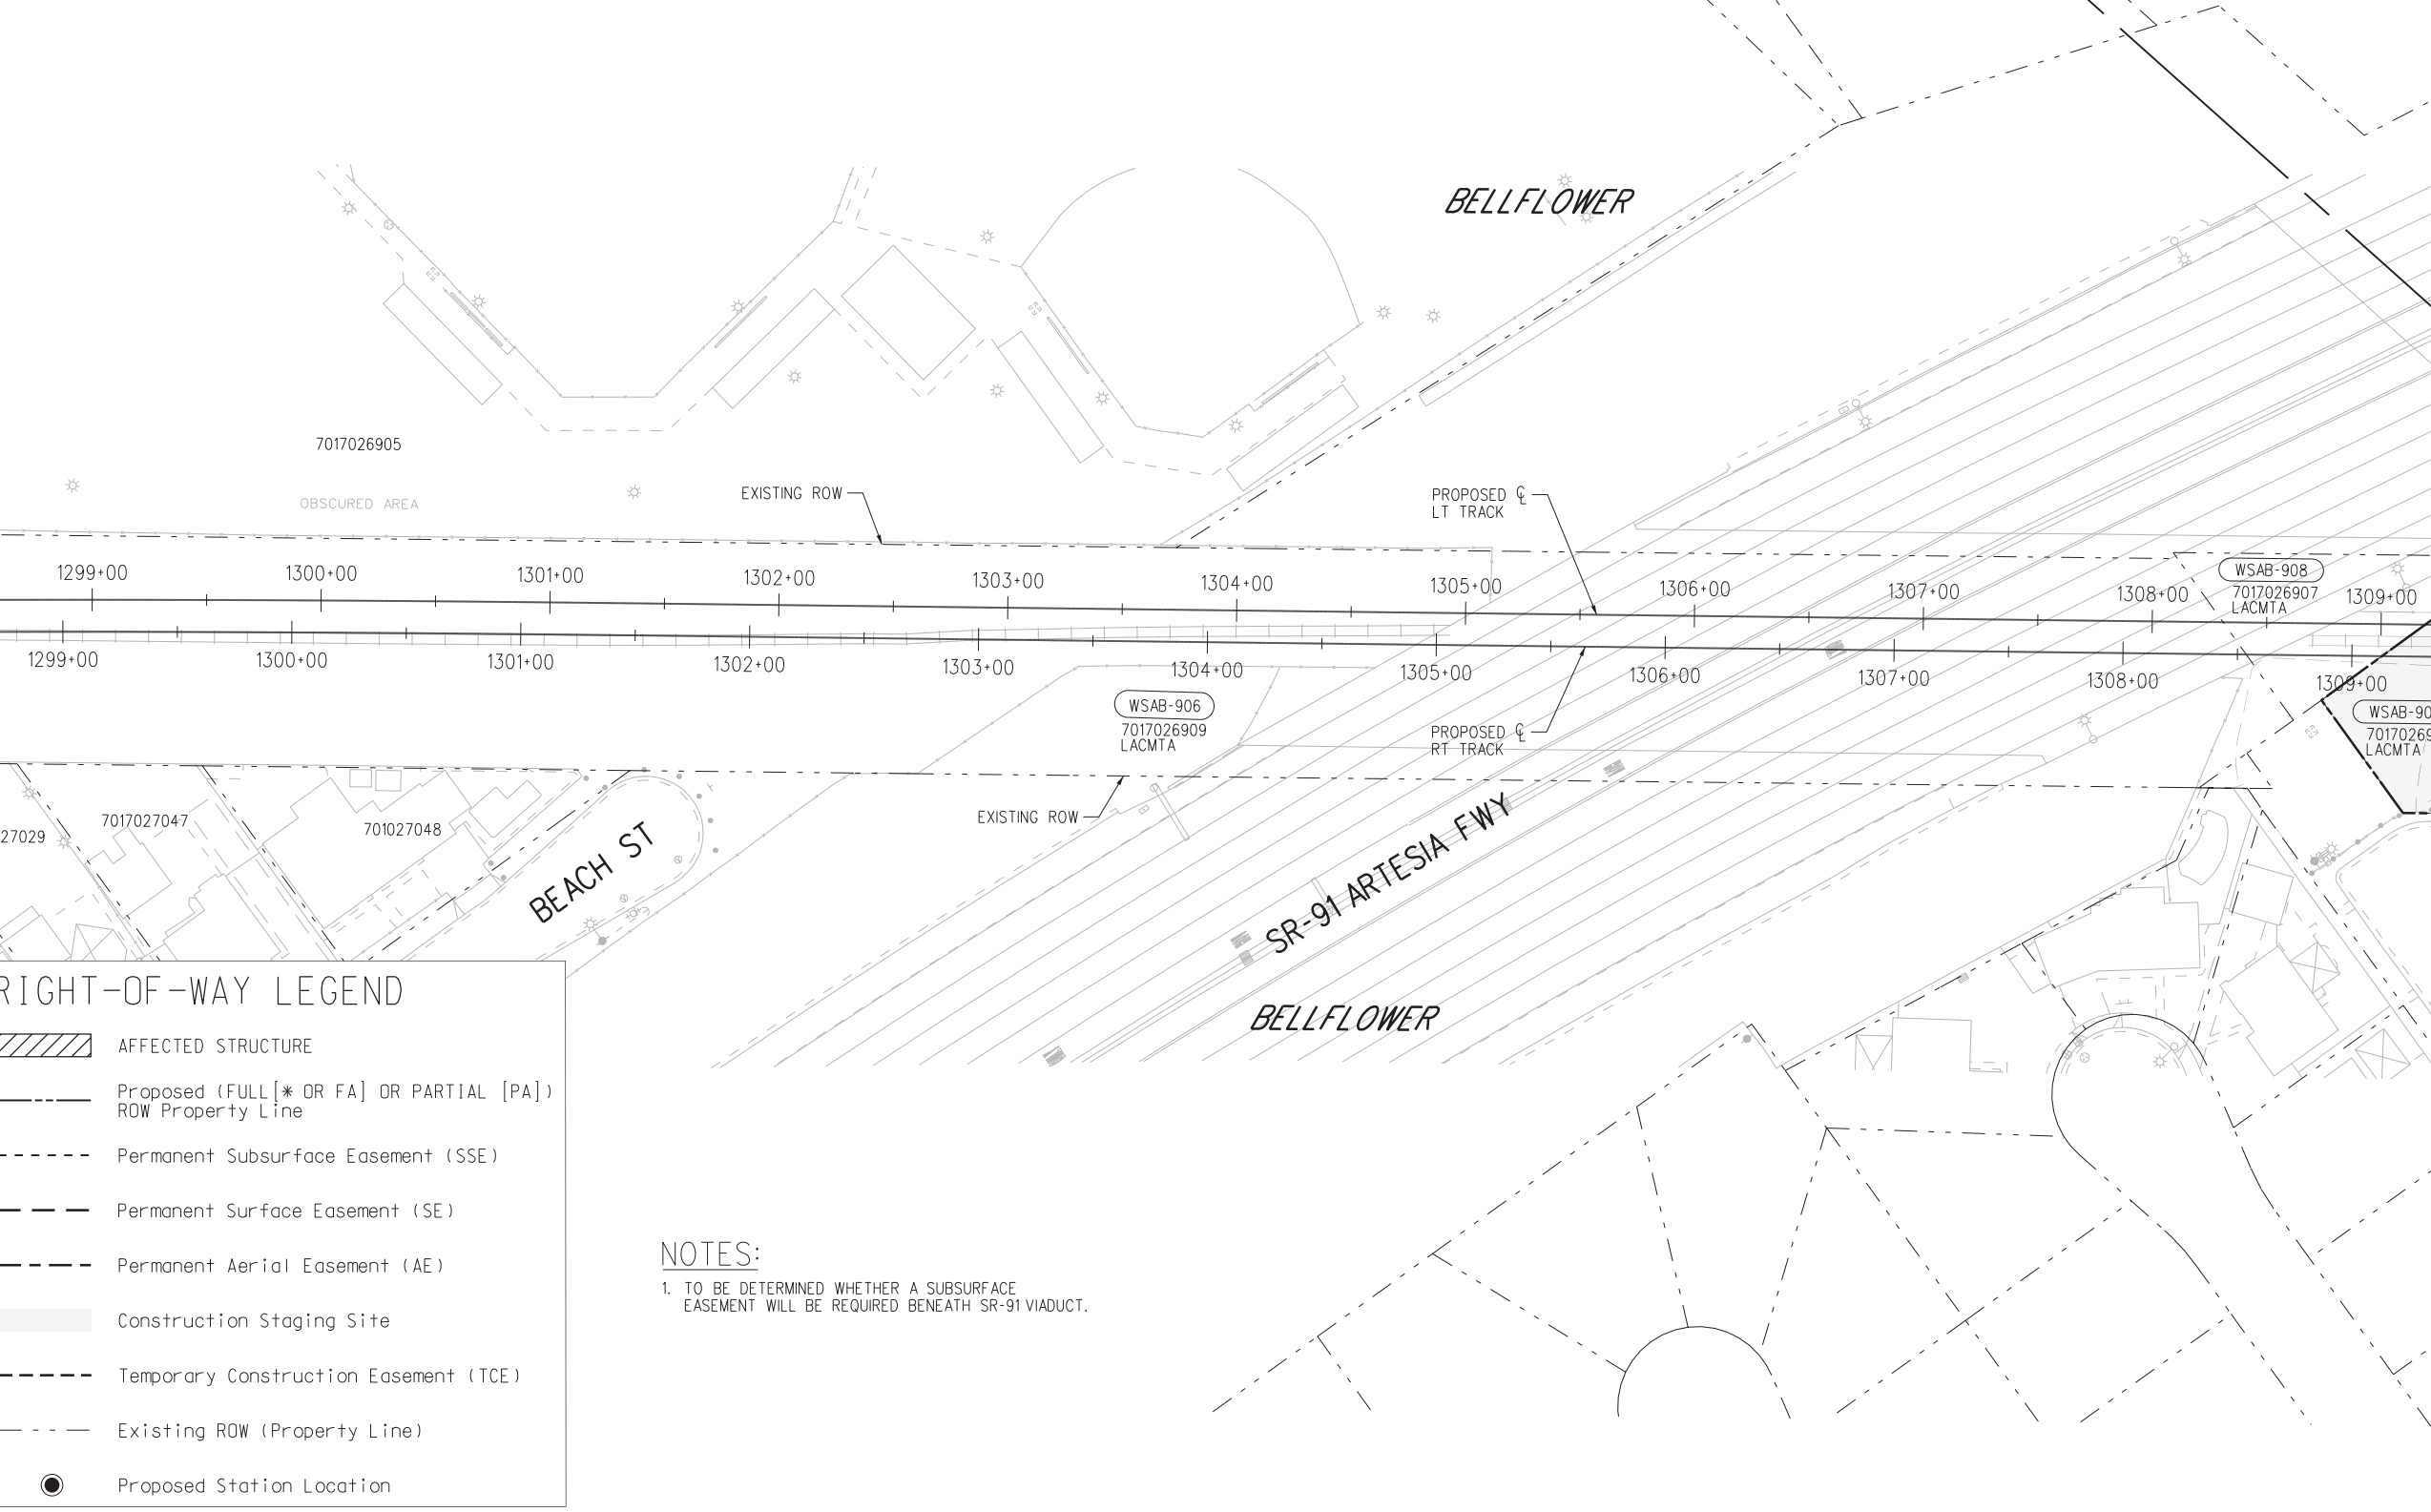 BELLFLOWER
7017026905
OBSCURED AREA
EXISTING ROW
PROPOSED ℄
LT TRACK
1299+00
1300+00
1301+00
1302+00
1303+00
1304+00
1305+00
1306+00
1307+00
1308+00
1309+00
WSAB-908
7017026907
LACMTA
1299+00
1300+00
1301+00
1302+00
1303+00
1304+00
1305+00
1306+00
1307+00
1308+00
1309+00
WSAB-906
7017026909
LACMTA
PROPOSED ℄
RT TRACK
WSAB-90
70170269
LACMTA
EXISTING ROW
27029
7017027047
701027048
BEACH ST
SR-91 ARTESIA FWY
BELLFLOWER
RIGHT-OF-WAY LEGEND
AFFECTED STRUCTURE
Proposed (FULL[* OR FA] OR PARTIAL [PA])
ROW Property Line
Permanent Subsurface Easement (SSE)
Permanent Surface Easement (SE)
Permanent Aerial Easement (AE)
Construction Staging Site
Temporary Construction Easement (TCE)
Existing ROW (Property Line)
Proposed Station Location
NOTES:
1. TO BE DETERMINED WHETHER A SUBSURFACE
EASEMENT WILL BE REQUIRED BENEATH SR-91 VIADUCT.